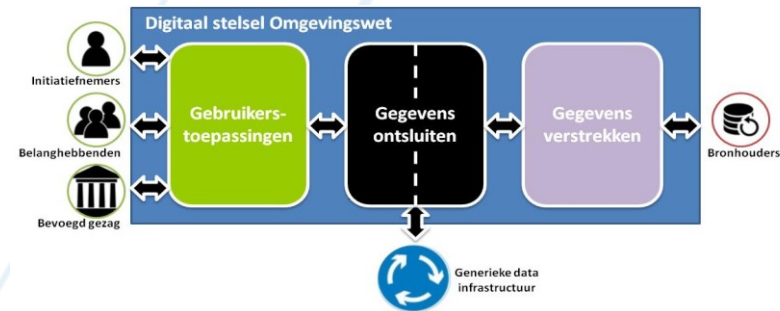 Digitaal stelsel Omgevingswet
Initiatiefnemers
Belanghebbenden
Bevoegd gezag
Gebruikers-
toepassingen
Gegevens
ontsluiten
Gegevens
verstrekken
Bronhouders
Generieke data
infrastructuur